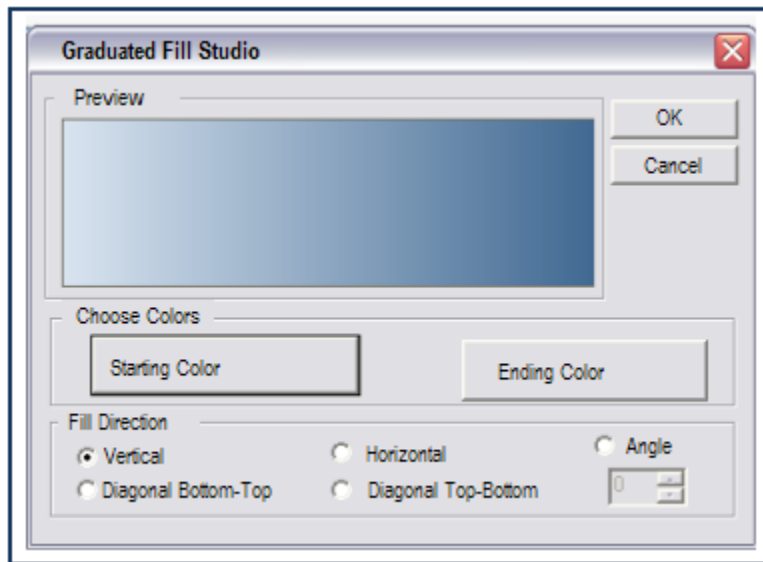 Graduated Fill Studio
Preview
OK
Cancel
Choose Colors
Starting Color
Ending Color
Fill Direction
Vertical
Horizontal
Angle
Diagonal Bottom-Top
Diagonal Top-Bottom
0